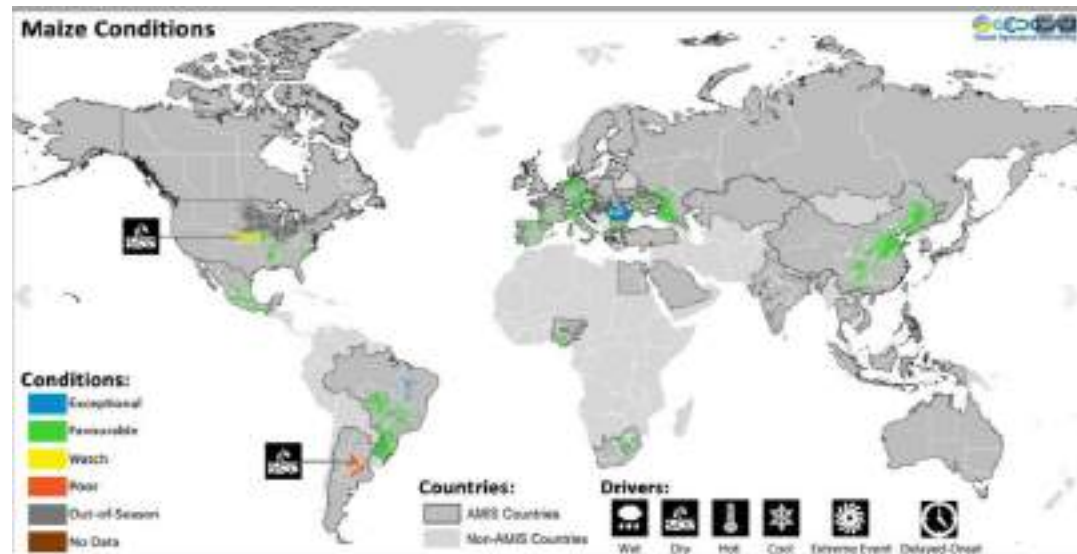 Maize Conditions
Conditions:
Exceptional
Favourable
Watch
Poor
Out-of-Season
No Data
Countries:
AMIS Countries
Non-AMIS Countries
Drivers:
Wet
Dry
Hot
Cool
Extreme Event
Delayed-Onset